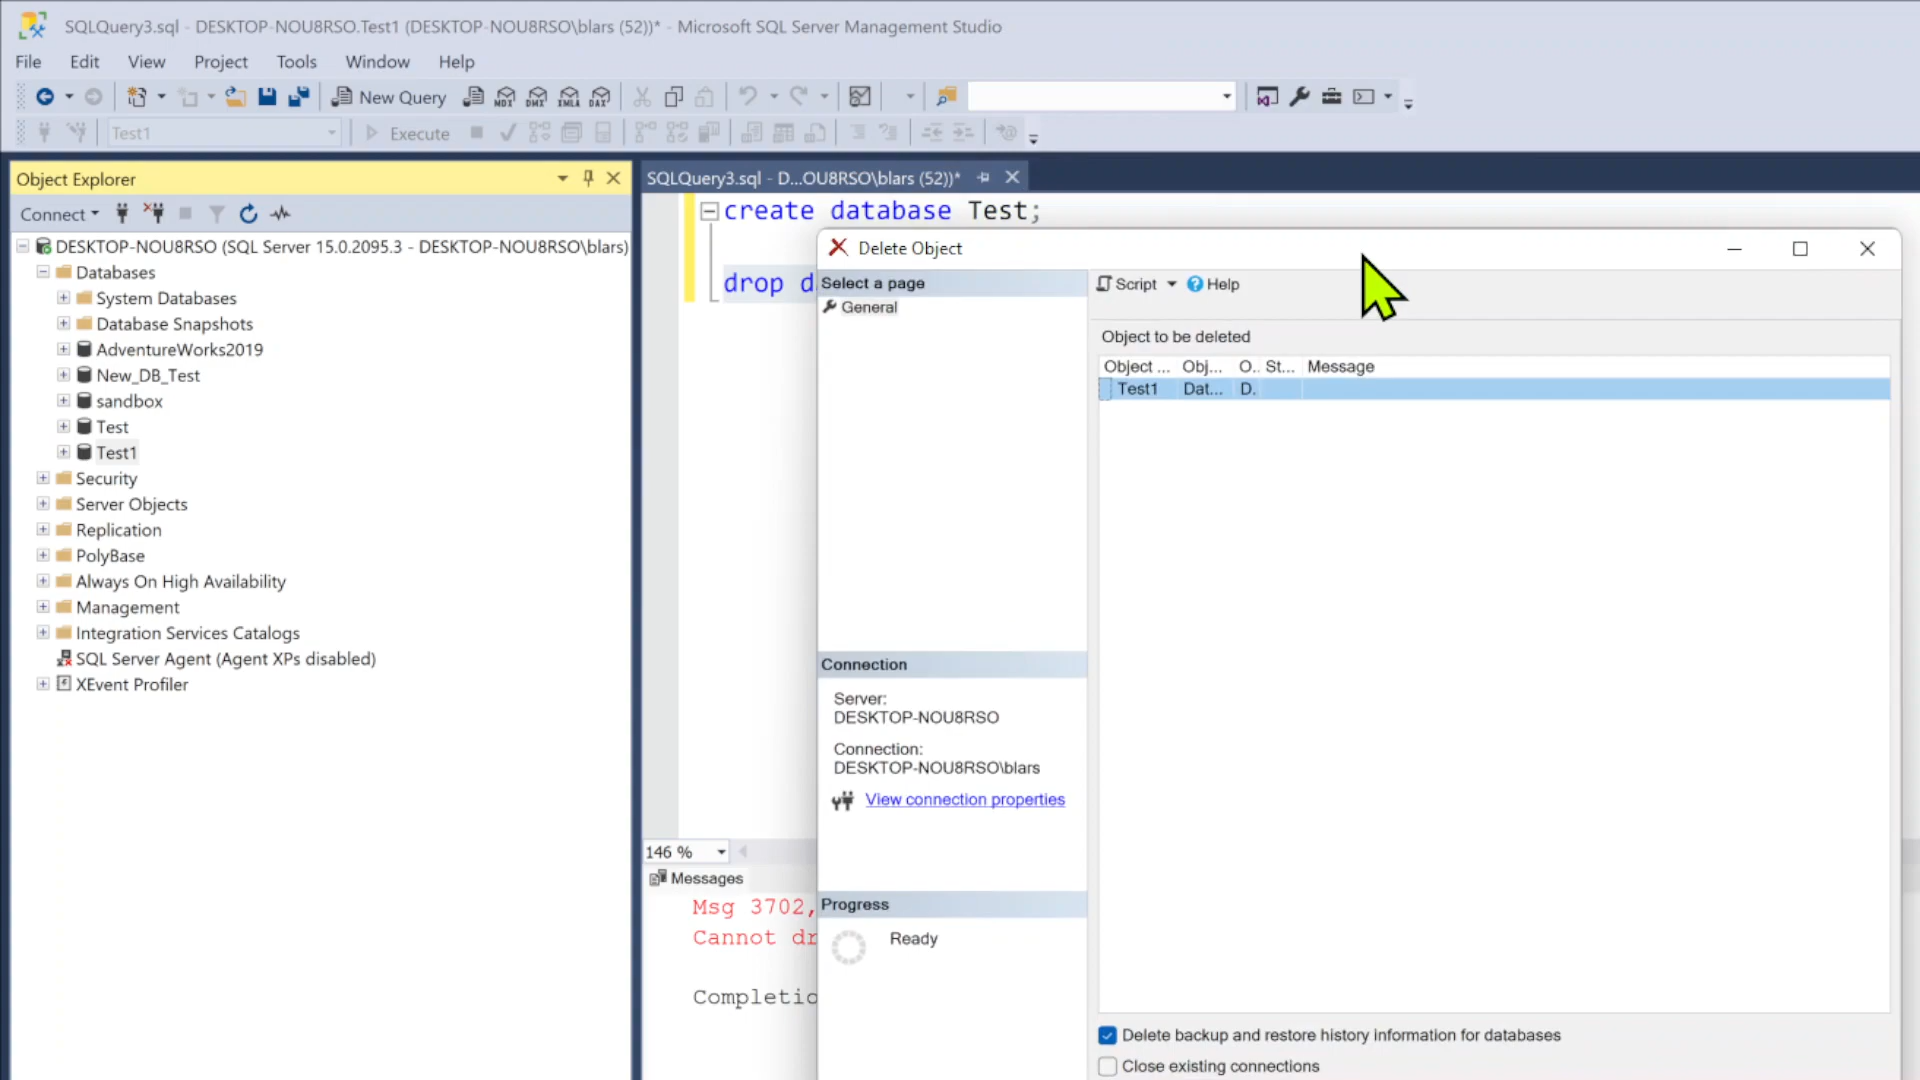 SQLQuery3.sql - DESKTOP-NOU8RSO.Test1 (DESKTOP-NOU8RSO\blars (52))* - Microsoft SQL Server Management Studio
File Edit View Project Tools Window Help
New Query MDX DMX XMLA DAX
Test1 Execute
Object Explorer
Connect
DESKTOP-NOU8RSO (SQL Server 15.0.2095.3 - DESKTOP-NOU8RSO\blars)
Databases
System Databases
Database Snapshots
AdventureWorks2019
New_DB_Test
sandbox
Test
Test1
Security
Server Objects
Replication
PolyBase
Always On High Availability
Management
Integration Services Catalogs
SQL Server Agent (Agent XPs disabled)
XEvent Profiler
SQLQuery3.sql - D...OU8RSO\blars (52))*
create database Test;
drop d
146 %
Messages
Msg 3702,
Cannot dr
Completio
Delete Object
Select a page
General
Connection
Server:
DESKTOP-NOU8RSO
Connection:
DESKTOP-NOU8RSO\blars
View connection properties
Progress
Ready
Script Help
Object to be deleted
Object ... Obj... O.. St... Message
Test1 Dat... D.
Delete backup and restore history information for databases
Close existing connections